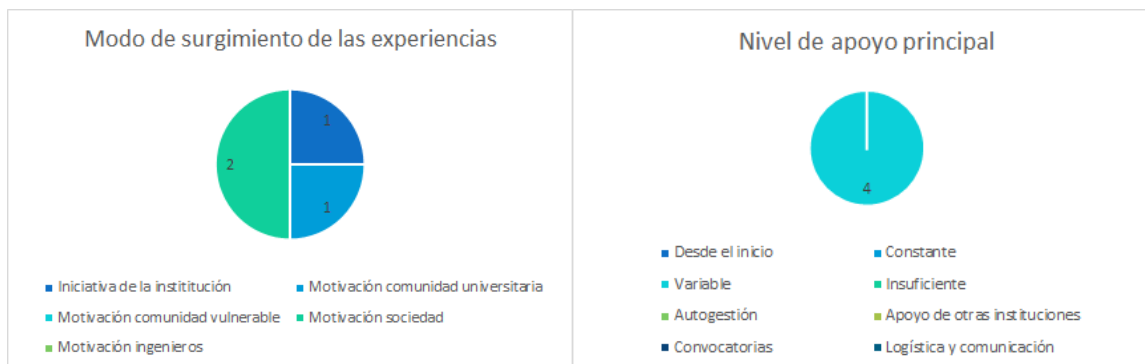 Modo de surgimiento de las experiencias
1
2
1
Iniciativa de la instititución
Motivación comunidad universitaria
Motivación comunidad vulnerable
Motivación sociedad
Motivación ingenieros
Nivel de apoyo principal
4
Desde el inicio
Constante
Variable
Insuficiente
Autogestión
Apoyo de otras instituciones
Convocatorias
Logística y comunicación